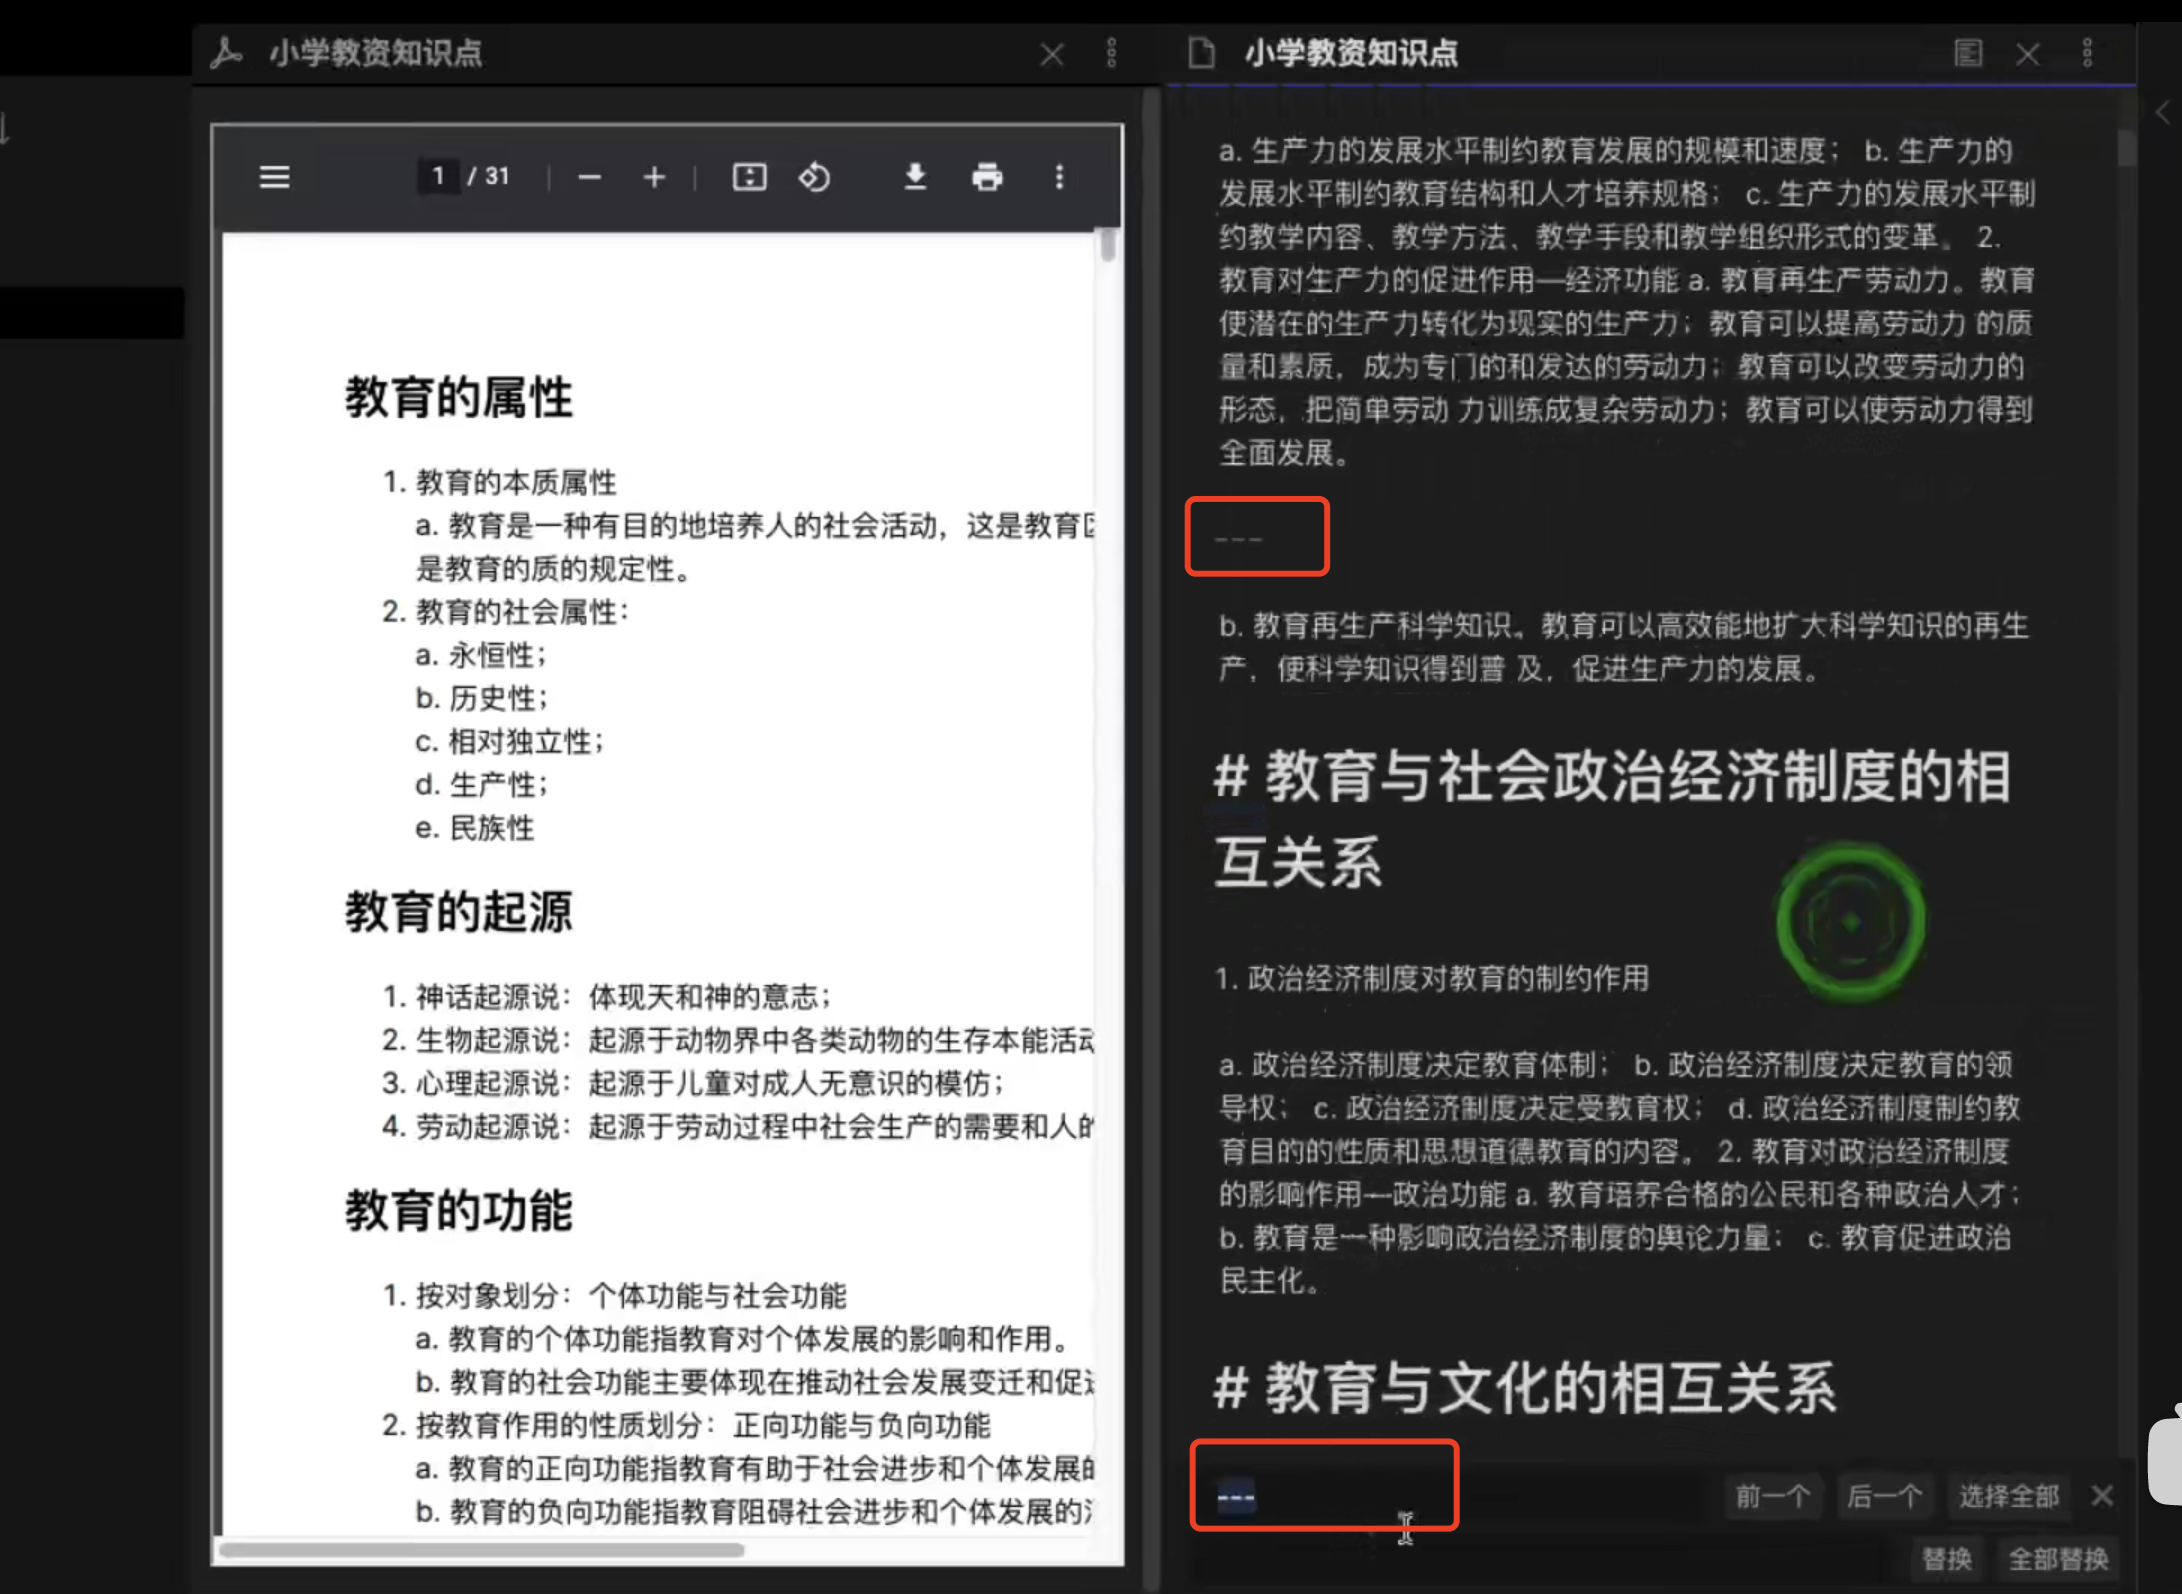 小学教资知识点
1 / 31
教育的属性
1. 教育的本质属性
a. 教育是一种有目的地培养人的社会活动，这是教育区
是教育的质的规定性。
2. 教育的社会属性：
a. 永恒性；
b. 历史性；
c. 相对独立性；
d. 生产性；
e. 民族性
教育的起源
1. 神话起源说：体现天和神的意志；
2. 生物起源说：起源于动物界中各类动物的生存本能活动
3. 心理起源说：起源于儿童对成人无意识的模仿；
4. 劳动起源说：起源于劳动过程中社会生产的需要和人的
教育的功能
1. 按对象划分：个体功能与社会功能
a. 教育的个体功能指教育对个体发展的影响和作用。
b. 教育的社会功能主要体现在推动社会发展变迁和促进
2. 按教育作用的性质划分：正向功能与负向功能
a. 教育的正向功能指教育有助于社会进步和个体发展的
b. 教育的负向功能指教育阻碍社会进步和个体发展的
小学教资知识点
a. 生产力的发展水平制约教育发展的规模和速度； b. 生产力的
发展水平制约教育结构和人才培养规格； c. 生产力的发展水平制
约教学内容、教学方法、教学手段和教学组织形式的变革。 2.
教育对生产力的促进作用—经济功能 a. 教育再生产劳动力。教育
使潜在的生产力转化为现实的生产力；教育可以提高劳动力 的质
量和素质，成为专门的和发达的劳动力；教育可以改变劳动力的
形态，把简单劳动 力训练成复杂劳动力；教育可以使劳动力得到
全面发展。
---
b. 教育再生产科学知识。教育可以高效能地扩大科学知识的再生
产，使科学知识得到普 及，促进生产力的发展。
# 教育与社会政治经济制度的相
互关系
1. 政治经济制度对教育的制约作用
a. 政治经济制度决定教育体制； b. 政治经济制度决定教育的领
导权； c. 政治经济制度决定受教育权； d. 政治经济制度制约教
育目的的性质和思想道德教育的内容。 2. 教育对政治经济制度
的影响作用—政治功能 a. 教育培养合格的公民和各种政治人才；
b. 教育是一种影响政治经济制度的舆论力量； c. 教育促进政治
民主化。
# 教育与文化的相互关系
--- 前一个 后一个 选择全部
替换 全部替换